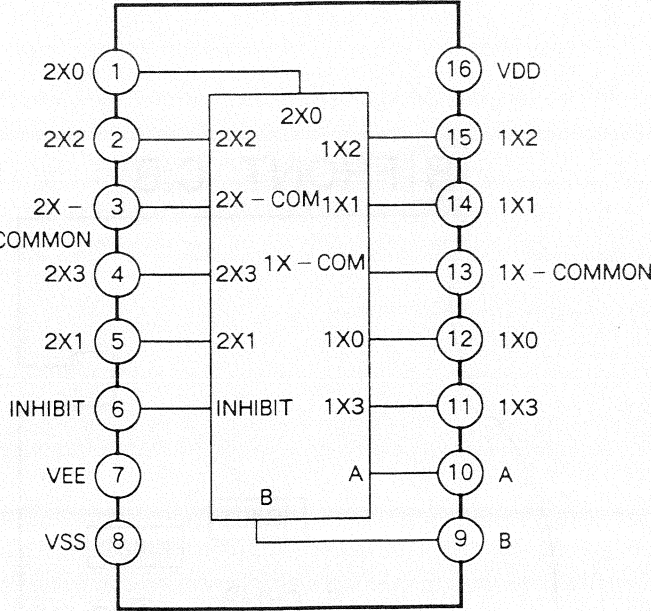 2X0 1 16 VDD
2X0
2X2 2 2X2 1X2 15 1X2
2X – 3 2X – COM 1X1 14 1X1
COMMON
2X3 4 2X3 1X – COM 13 1X – COMMON
2X1 5 2X1 1X0 12 1X0
INHIBIT 6 INHIBIT 1X3 11 1X3
VEE 7 A 10 A
B
VSS 8 9 B